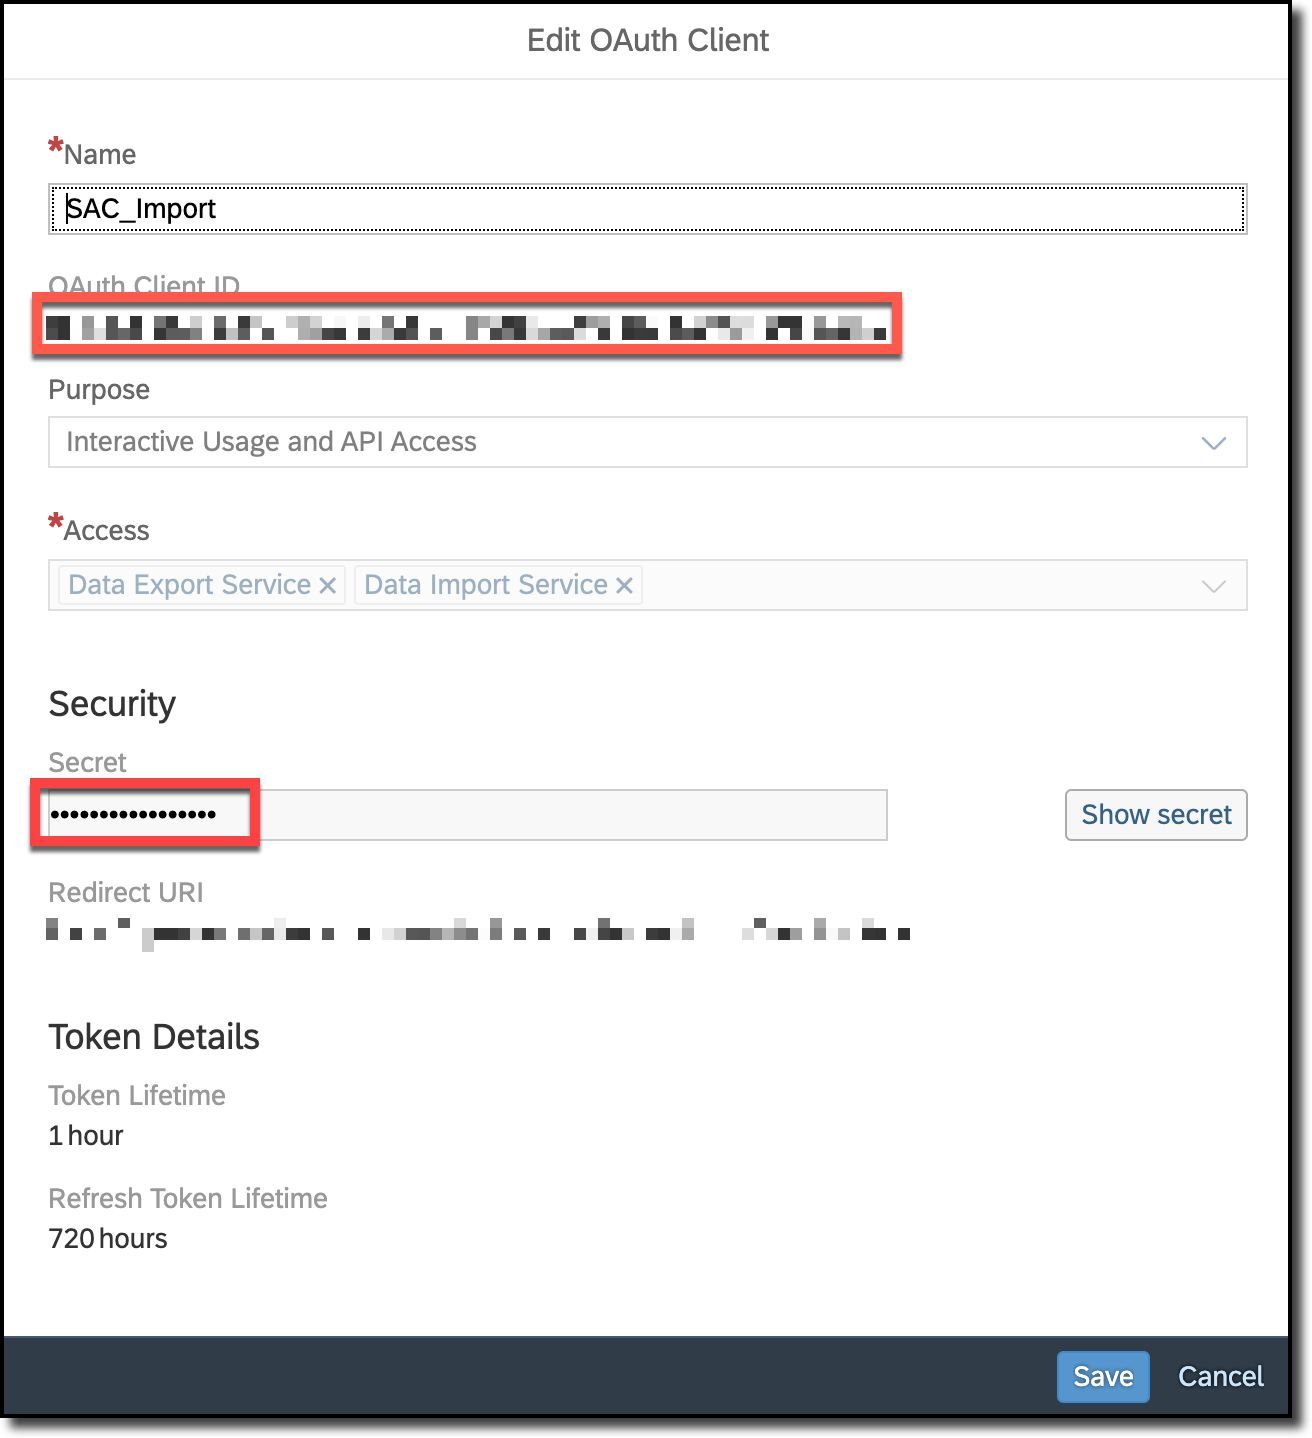 Edit OAuth Client
*Name
SAC_Import
OAuth Client ID
Purpose
Interactive Usage and API Access
*Access
Data Export Service × Data Import Service ×
Security
Secret
•••••••••••••••••
Show secret
Redirect URI
Token Details
Token Lifetime
1 hour
Refresh Token Lifetime
720 hours
Save Cancel